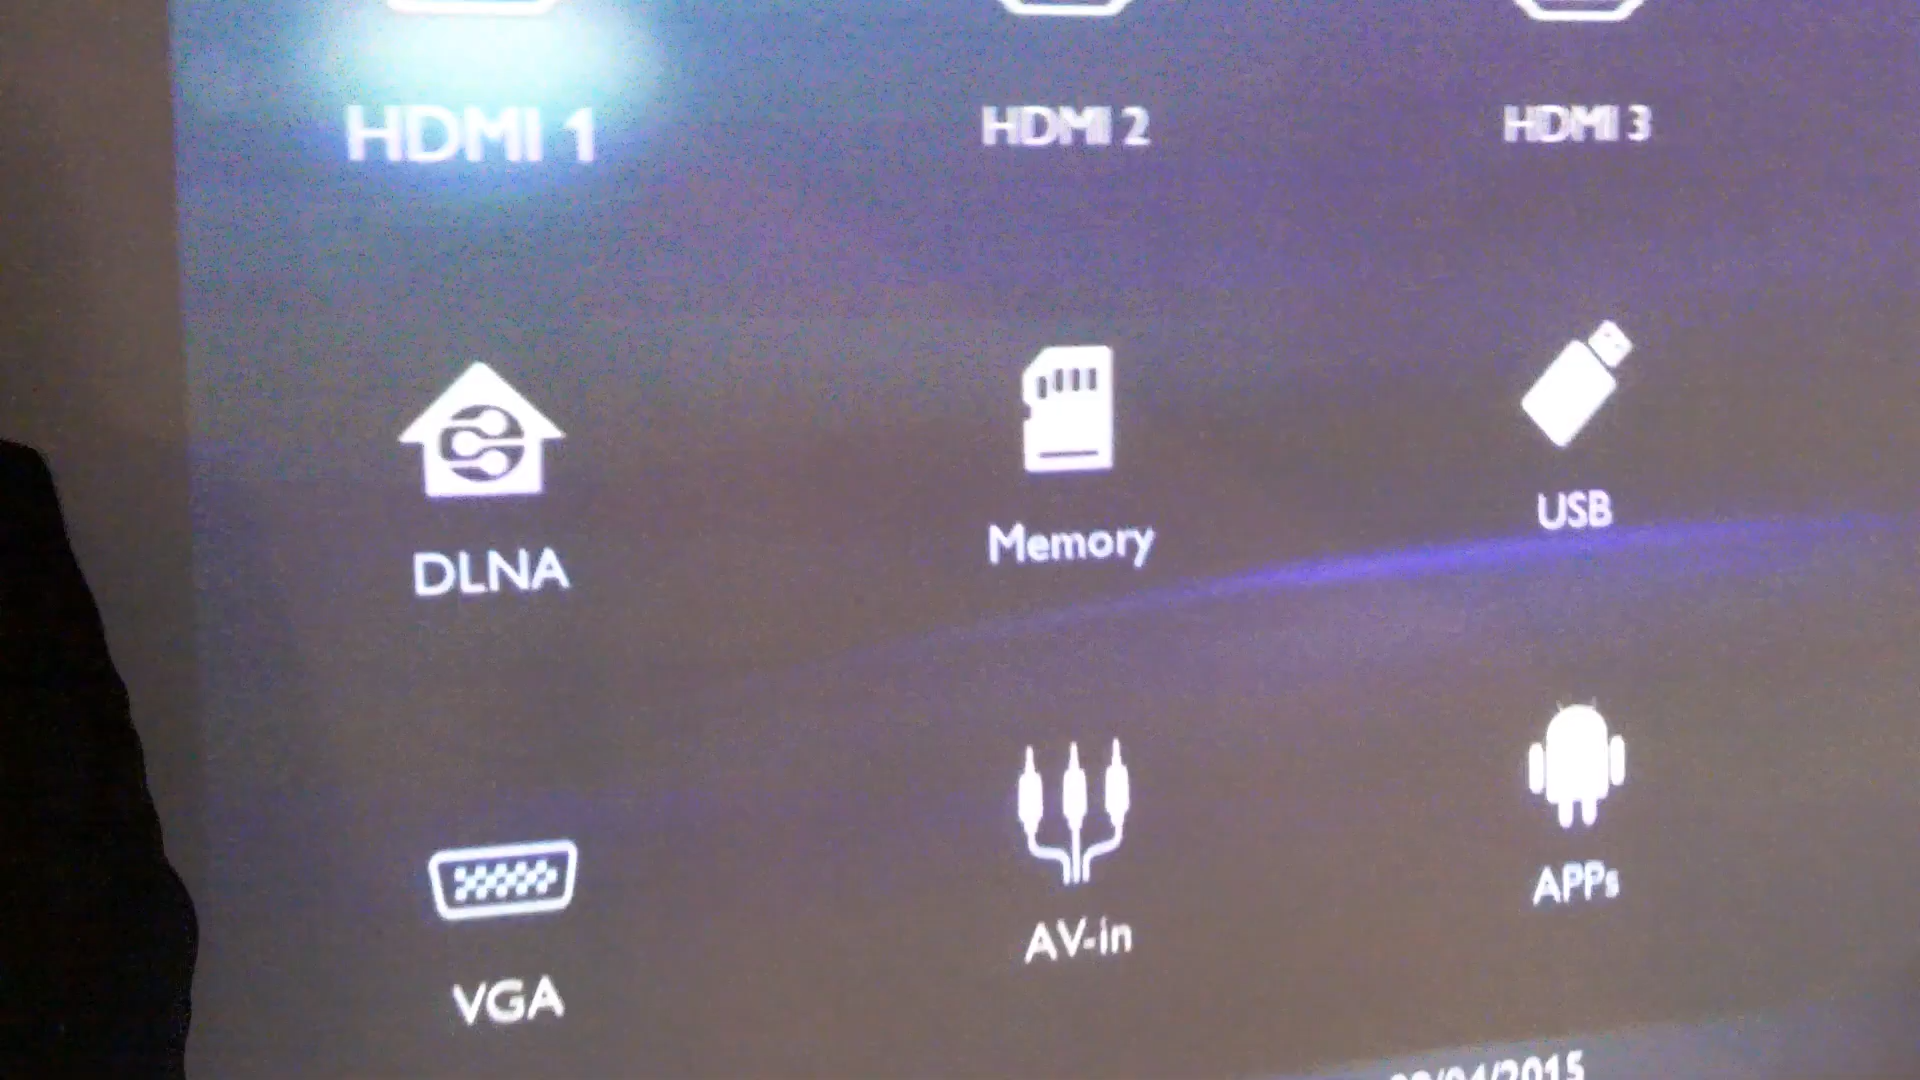 HDMI 1
HDMI 2
HDMI 3
DLNA
Memory
USB
VGA
AV-in
APPs